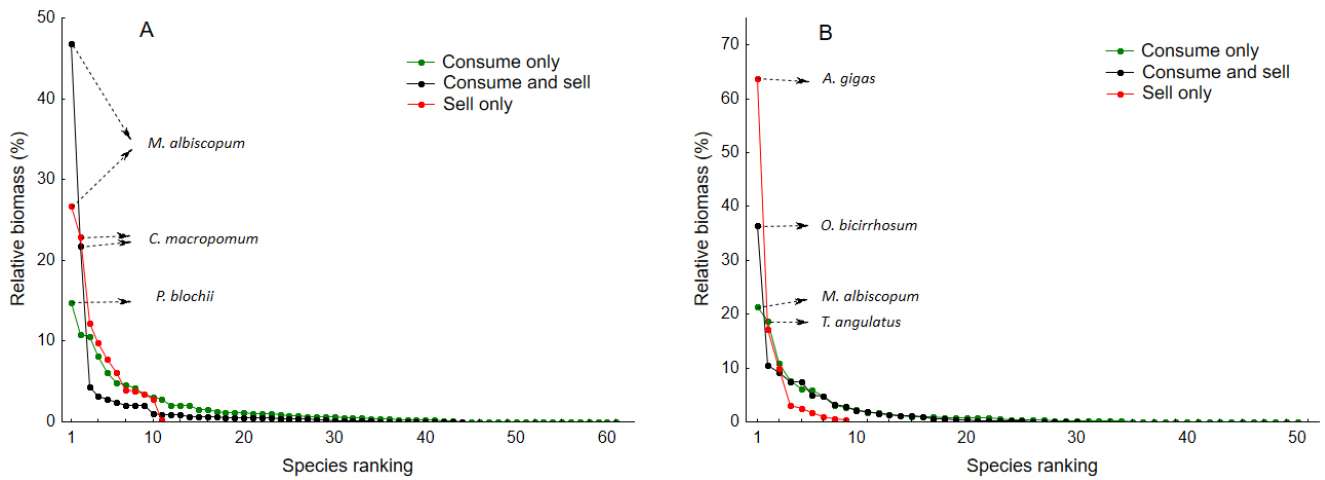 A
Consume only
Consume and sell
Sell only
M. albiscopum
C. macropomum
P. blochii
Relative biomass (%)
50
40
30
20
10
0
1 10 20 30 40 50 60
Species ranking
B
Consume only
Consume and sell
Sell only
A. gigas
O. bicirrhosum
M. albiscopum
T. angulatus
Relative biomass (%)
70
60
50
40
30
20
10
0
1 10 20 30 40 50
Species ranking